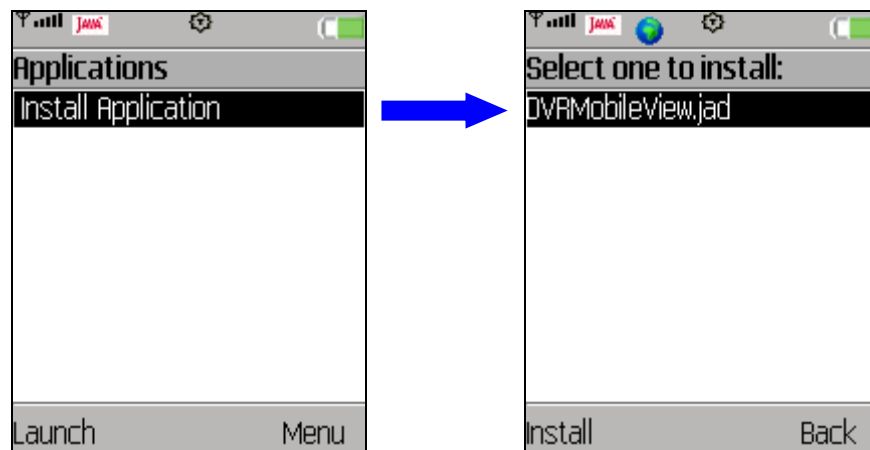 JAVA
Applications
Install Application
Launch Menu
JAVA
Select one to install:
DVRMobileView.jad
Install Back